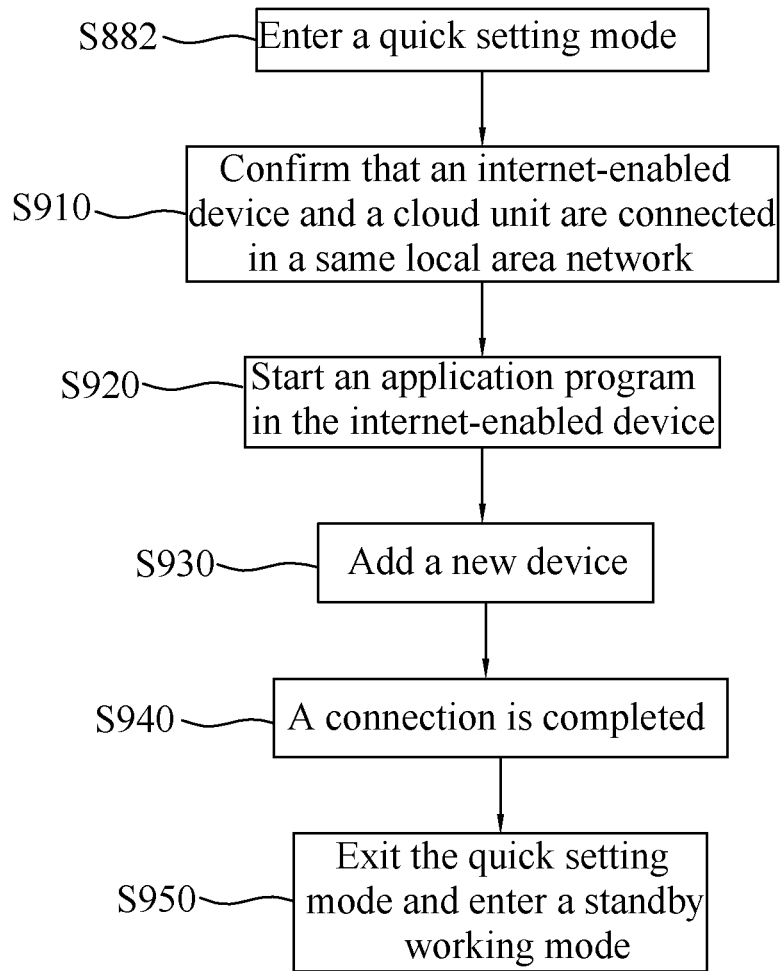 S882
Enter a quick setting mode
S910
Confirm that an internet-enabled
device and a cloud unit are connected
in a same local area network
S920
Start an application program
in the internet-enabled device
S930
Add a new device
S940
A connection is completed
S950
Exit the quick setting
mode and enter a standby
working mode